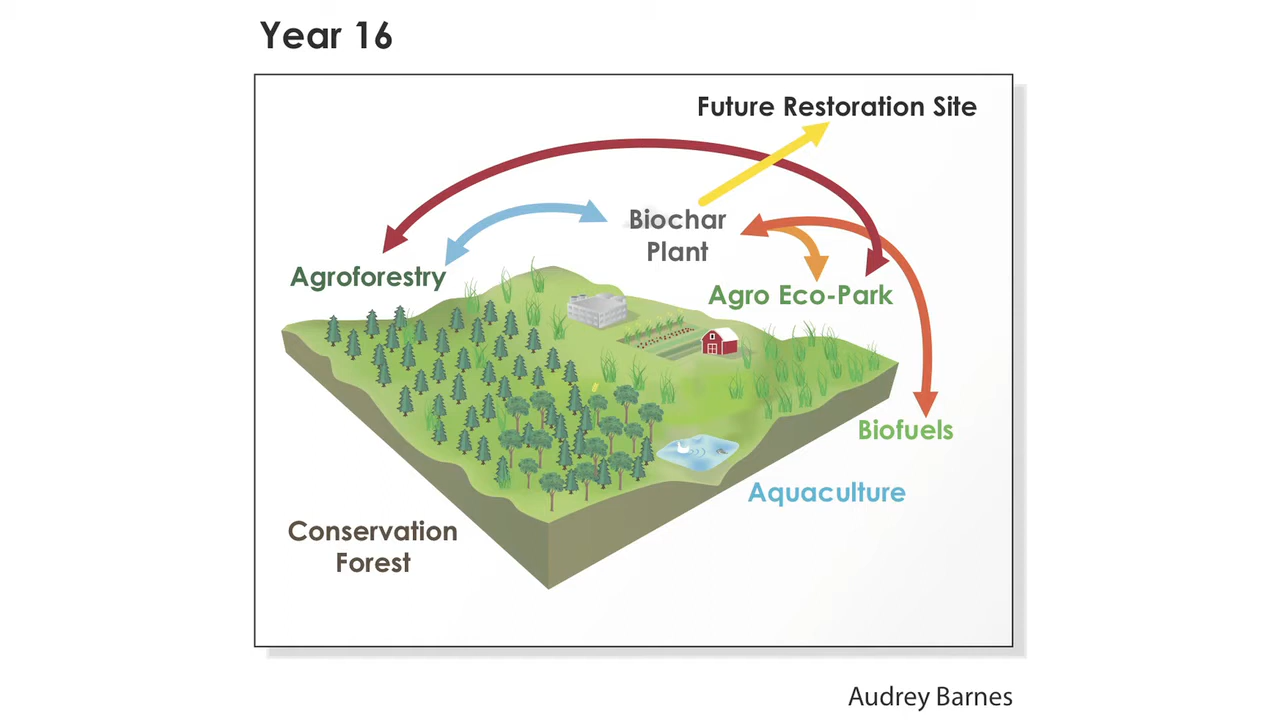 Year 16
Future Restoration Site
Biochar
Plant
Agroforestry
Agro Eco-Park
Biofuels
Aquaculture
Conservation
Forest
Audrey Barnes